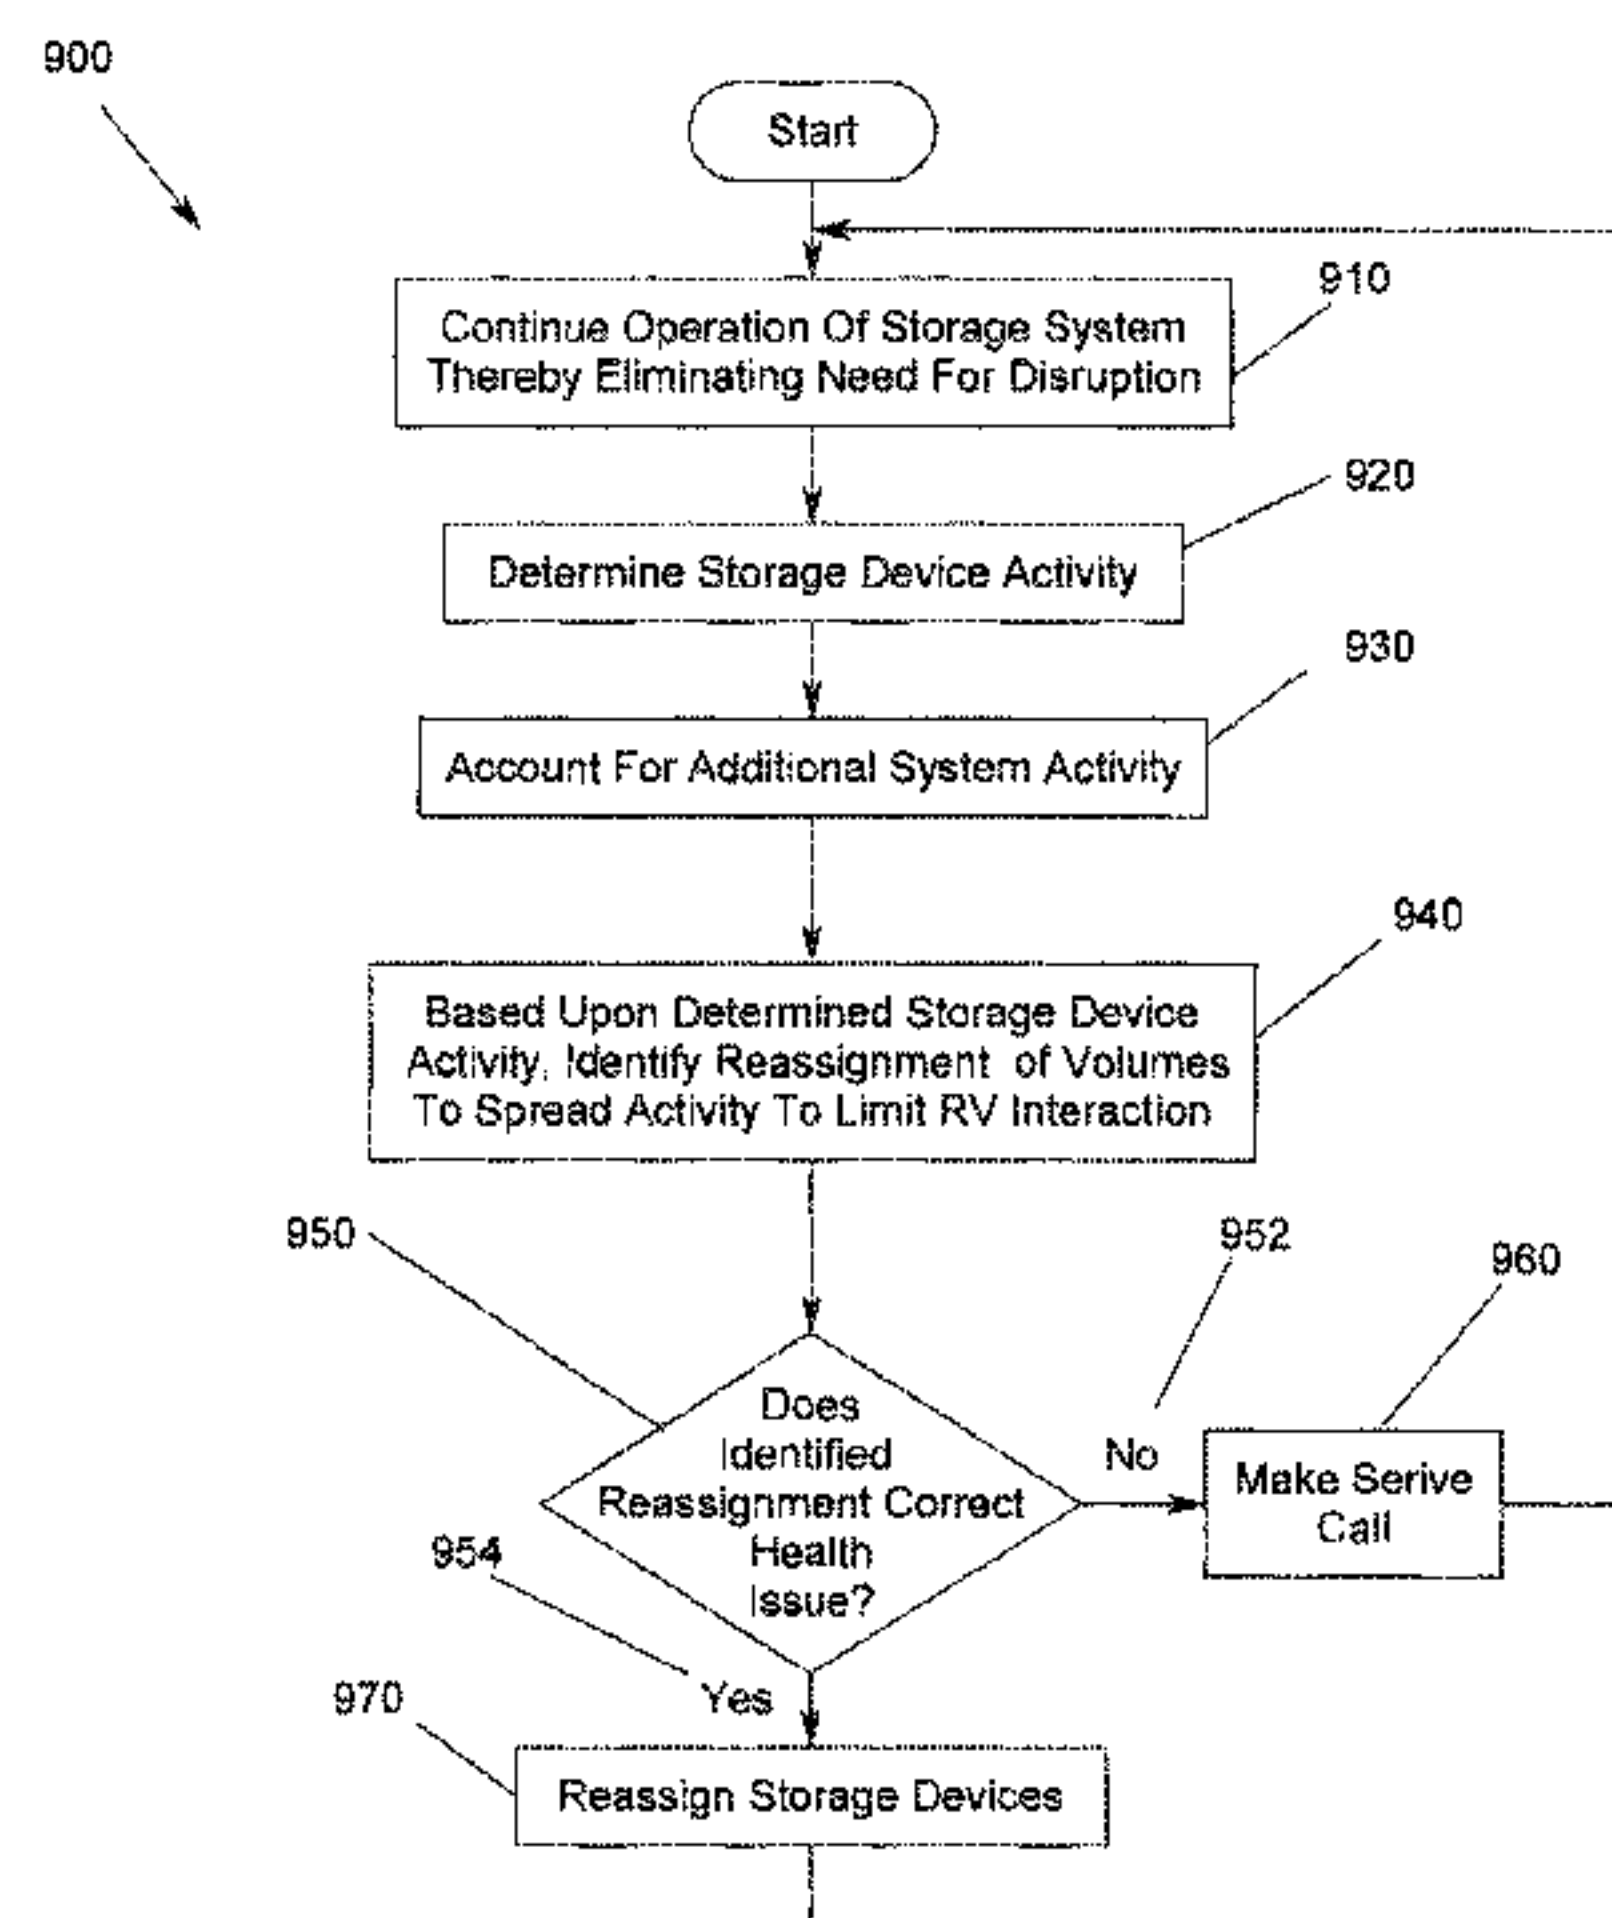 900
Start
910
Continue Operation Of Storage System
Thereby Eliminating Need For Disruption
920
Determine Storage Device Activity
930
Account For Additional System Activity
940
Based Upon Determined Storage Device
Activity, Identify Reassignment of Volumes
To Spread Activity To Limit RV Interaction
950
952
960
Does
Identified
Reassignment Correct
Health
Issue?
No
Make Serive
Call
954
Yes
970
Reassign Storage Devices